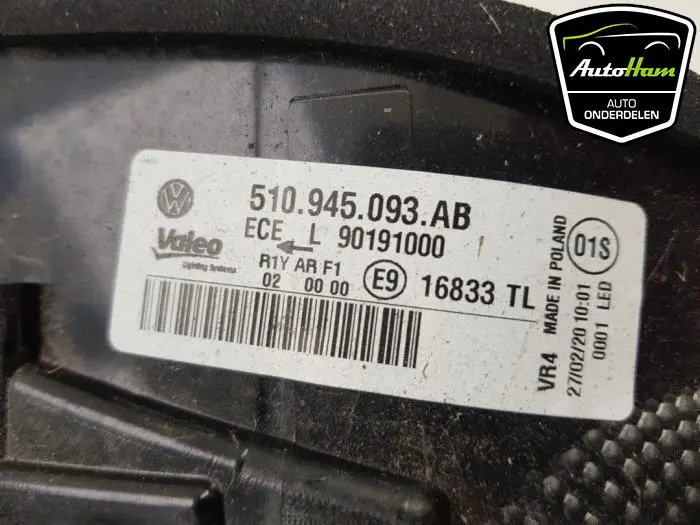 AutoHam
AUTO
ONDERDELEN
510.945.093.AB
ECE L 90191000
Valeo
Lighting Systems
R1Y AR F1
02 00 00
E9
16833 TL
VR4 MADE IN POLAND
27/02/20 10:01
0001 LED
01S